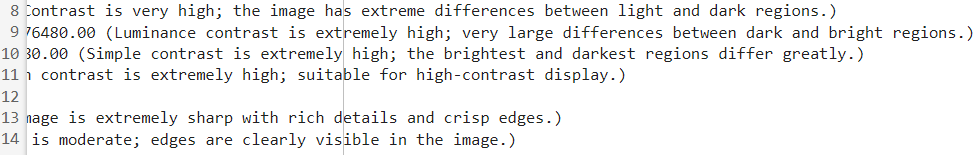 8 Contrast is very high; the image has extreme differences between light and dark regions.)
9 76480.00 (Luminance contrast is extremely high; very large differences between dark and bright regions.)
10 (Simple contrast is extremely high; the brightest and darkest regions differ greatly.)
11 contrast is extremely high; suitable for high-contrast display.)
12
13 mage is extremely sharp with rich details and crisp edges.)
14 is moderate; edges are clearly visible in the image.)